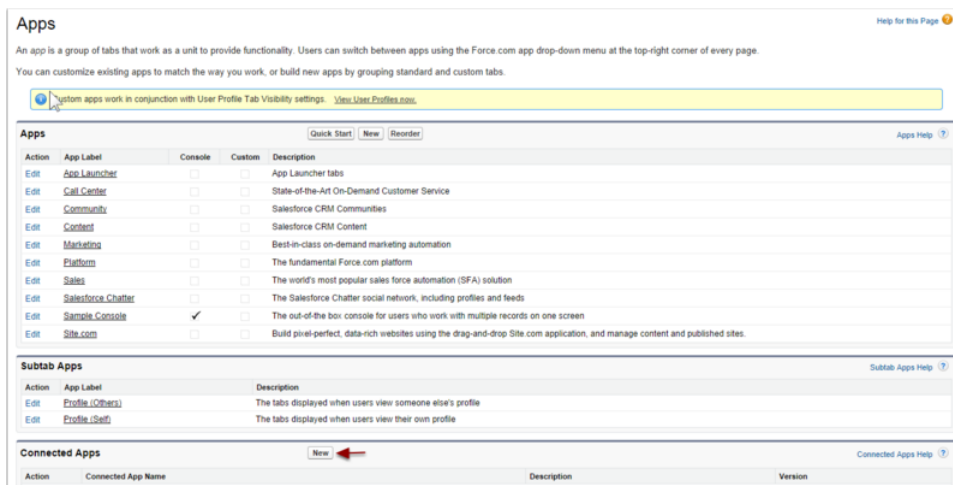 Apps
Help for this Page
An app is a group of tabs that work as a unit to provide functionality. Users can switch between apps using the Force.com app drop-down menu at the top-right corner of every page.
You can customize existing apps to match the way you work, or build new apps by grouping standard and custom tabs.
ustom apps work in conjunction with User Profile Tab Visibility settings. View User Profiles now.
Apps Quick Start New Reorder Apps Help ?
Action App Label Console Custom Description
Edit App Launcher App Launcher tabs
Edit Call Center State-of-the-Art On-Demand Customer Service
Edit Community Salesforce CRM Communities
Edit Content Salesforce CRM Content
Edit Marketing Best-in-class on-demand marketing automation
Edit Platform The fundamental Force.com platform
Edit Sales The world's most popular sales force automation (SFA) solution
Edit Salesforce Chatter The Salesforce Chatter social network, including profiles and feeds
Edit Sample Console ✓ The out-of-the box console for users who work with multiple records on one screen
Edit Site.com Build pixel-perfect, data-rich websites using the drag-and-drop Site.com application, and manage content and published sites.
Subtab Apps Subtab Apps Help ?
Action App Label Description
Edit Profile (Others) The tabs displayed when users view someone else's profile
Edit Profile (Self) The tabs displayed when users view their own profile
Connected Apps New Connected Apps Help ?
Action Connected App Name Description Version